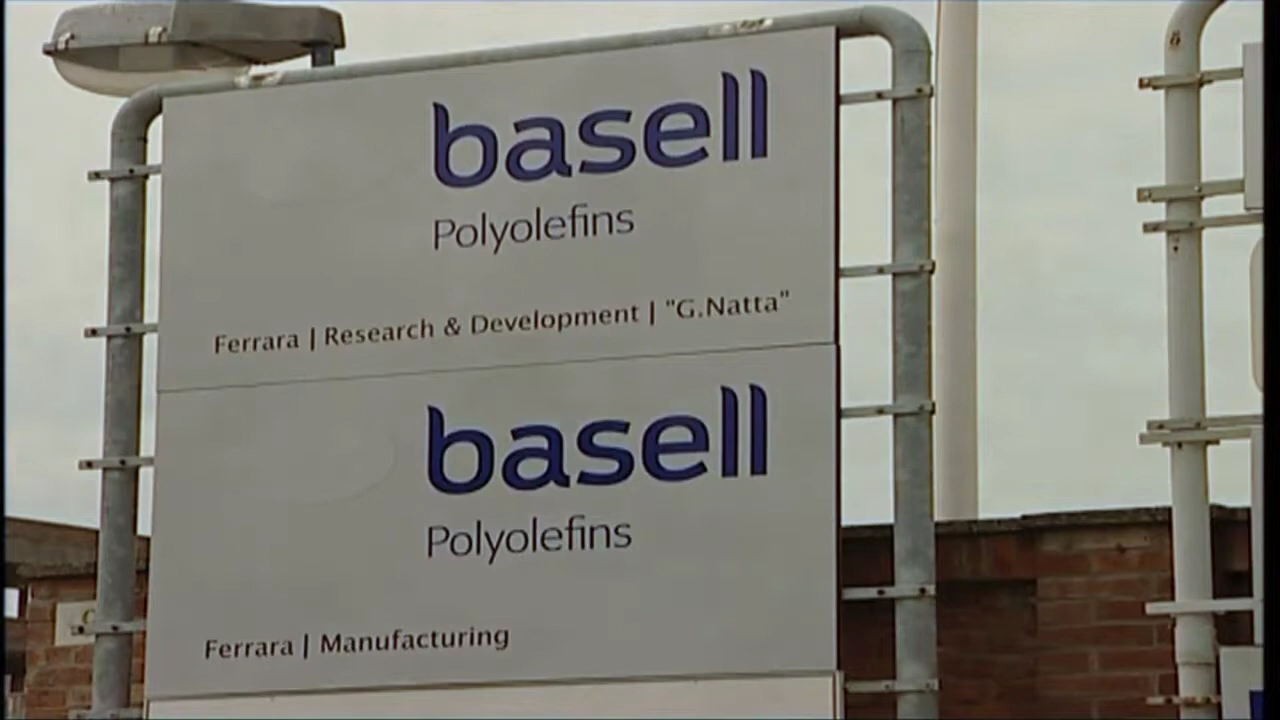 basell
Polyolefins
Ferrara | Research & Development | "G.Natta"
basell
Polyolefins
Ferrara | Manufacturing